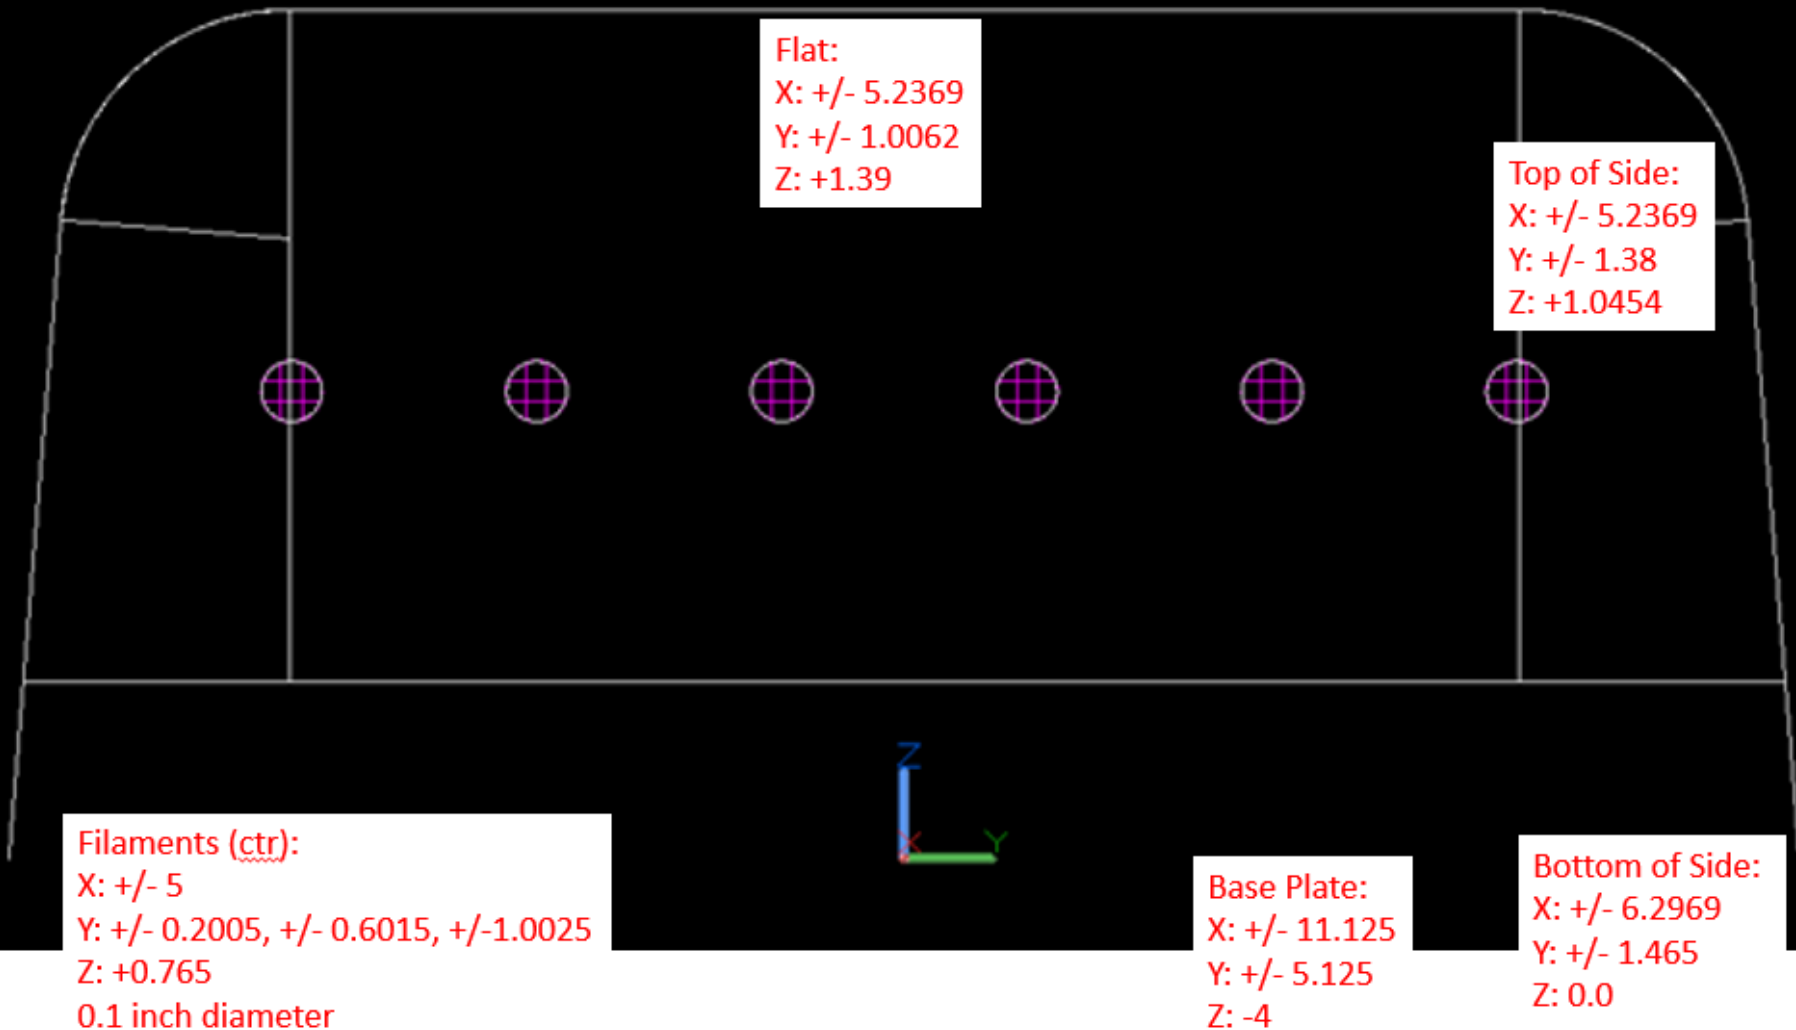 Flat:
X: +/- 5.2369
Y: +/- 1.0062
Z: +1.39
Top of Side:
X: +/- 5.2369
Y: +/- 1.38
Z: +1.0454
Z
X
Y
Filaments (ctr):
X: +/- 5
Y: +/- 0.2005, +/- 0.6015, +/-1.0025
Z: +0.765
0.1 inch diameter
Base Plate:
X: +/- 11.125
Y: +/- 5.125
Z: -4
Bottom of Side:
X: +/- 6.2969
Y: +/- 1.465
Z: 0.0